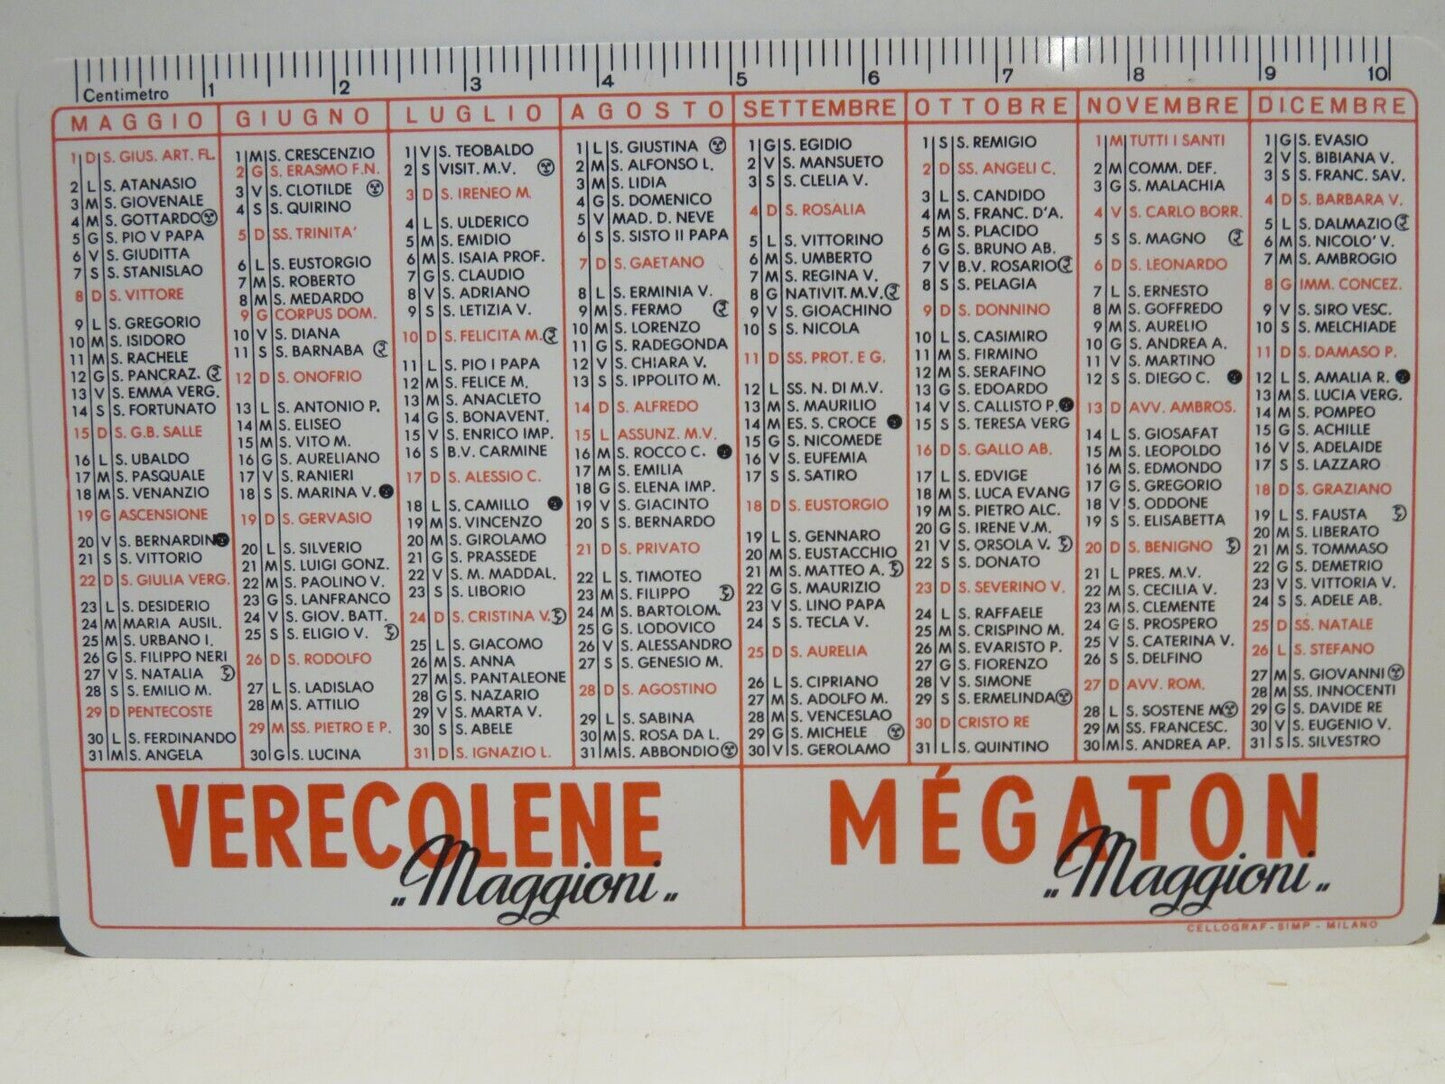 Centimetro 1 2 3 4 5 6 7 8 9 10
MAGGIO
1 D S. GIUS. ART. FL.
2 L S. ATANASIO
3 M S. GIOVENALE
4 M S. GOTTARDO
5 G S. PIO V PAPA
6 V S. GIUDITTA
7 S S. STANISLAO
8 D S. VITTORE
9 L S. GREGORIO
10 M S. ISIDORO
11 M S. RACHELE
12 G S. PANCRAZ.
13 V S. EMMA VERG.
14 S S. FORTUNATO
15 D S. G.B. SALLE
16 L S. UBALDO
17 M S. PASQUALE
18 M S. VENANZIO
19 G ASCENSIONE
20 V S. BERNARDINO
21 S S. VITTORIO
22 D S. GIULIA VERG.
23 L S. DESIDERIO
24 M MARIA AUSIL.
25 M S. URBANO I.
26 G S. FILIPPO NERI
27 V S. NATALIA
28 S S. EMILIO M.
29 D PENTECOSTE
30 L S. FERDINANDO
31 M S. ANGELA
GIUGNO
1 M S. CRESCENZIO
2 G S. ERASMO F.N.
3 V S. CLOTILDE
4 S S. QUIRINO
5 D SS. TRINITA'
6 L S. EUSTORGIO
7 M S. ROBERTO
8 M S. MEDARDO
9 G CORPUS DOM.
10 V S. DIANA
11 S S. BARNABA
12 D S. ONOFRIO
13 L S. ANTONIO P.
14 M S. ELISEO
15 M S. VITO M.
16 G S. AURELIANO
17 V S. RANIERI
18 S S. MARINA V.
19 D S. GERVASIO
20 L S. SILVERIO
21 M S. LUIGI GONZ.
22 M S. PAOLINO V.
23 G S. LANFRANCO
24 V S. GIOV. BATT.
25 S S. ELIGIO V.
26 D S. RODOLFO
27 L S. LADISLAO
28 M S. ATTILIO
29 M SS. PIETRO E P.
30 G S. LUCINA
LUGLIO
1 V S. TEOBALDO
2 S VISIT. M.V.
3 D S. IRENEO M.
4 L S. ULDERICO
5 M S. EMIDIO
6 M S. ISAIA PROF.
7 G S. CLAUDIO
8 V S. ADRIANO
9 S S. LETIZIA V.
10 D S. FELICITA M.
11 L S. PIO I PAPA
12 M S. FELICE M.
13 M S. ANACLETO
14 G S. BONAVENT.
15 V S. ENRICO IMP.
16 S B.V. CARMINE
17 D S. ALESSIO C.
18 L S. CAMILLO
19 M S. VINCENZO
20 M S. GIROLAMO
21 G S. PRASSEDE
22 V S. M. MADDAL.
23 S S. LIBORIO
24 D S. CRISTINA V.
25 L S. GIACOMO
26 M S. ANNA
27 M S. PANTALEONE
28 G S. NAZARIO
29 V S. MARTA V.
30 S S. ABELE
31 D S. IGNAZIO L.
AGOSTO
1 L S. GIUSTINA
2 M S. ALFONSO L.
3 M S. LIDIA
4 G S. DOMENICO
5 V MAD. D. NEVE
6 S S. SISTO II PAPA
7 D S. GAETANO
8 L S. ERMINIA V.
9 M S. FERMO
10 M S. LORENZO
11 G S. RADEGONDA
12 V S. CHIARA V.
13 S S. IPPOLITO M.
14 D S. ALFREDO
15 L ASSUNZ. M.V.
16 M S. ROCCO C.
17 M S. EMILIA
18 G S. ELENA IMP.
19 V S. GIACINTO
20 S S. BERNARDO
21 D S. PRIVATO
22 L S. TIMOTEO
23 M S. FILIPPO
24 M S. BARTOLOM.
25 G S. LODOVICO
26 V S. ALESSANDRO
27 S S. GENESIO M.
28 D S. AGOSTINO
29 L S. SABINA
30 M S. ROSA DA L.
31 M S. ABBONDIO
SETTEMBRE
1 G S. EGIDIO
2 V S. MANSUETO
3 S S. CLELIA V.
4 D S. ROSALIA
5 L S. VITTORINO
6 M S. UMBERTO
7 M S. REGINA V.
8 G NATIVIT. M.V.
9 V S. GIOACHINO
10 S S. NICOLA
11 D SS. PROT. E G.
12 L SS. N. DI M.V.
13 M S. MAURILIO
14 M ES. S. CROCE
15 G S. NICOMEDE
16 V S. EUFEMIA
17 S S. SATIRO
18 D S. EUSTORGIO
19 L S. GENNARO
20 M S. EUSTACCHIO
21 M S. MATTEO A.
22 G S. MAURIZIO
23 V S. LINO PAPA
24 S S. TECLA V.
25 D S. AURELIA
26 L S. CIPRIANO
27 M S. ADOLFO M.
28 M S. VENCESLAO
29 G S. MICHELE
30 V S. GEROLAMO
OTTOBRE
1 S S. REMIGIO
2 D SS. ANGELI C.
3 L S. CANDIDO
4 M S. FRANC. D'A.
5 M S. PLACIDO
6 G S. BRUNO AB.
7 V B.V. ROSARIO
8 S S. PELAGIA
9 D S. DONNINO
10 L S. CASIMIRO
11 M S. FIRMINO
12 M S. SERAFINO
13 G S. EDOARDO
14 V S. CALLISTO P.
15 S S. TERESA VERG
16 D S. GALLO AB.
17 L S. EDVIGE
18 M S. LUCA EVANG
19 M S. PIETRO ALC.
20 G S. IRENE V.M.
21 V S. ORSOLA V.
22 S S. DONATO
23 D S. SEVERINO V.
24 L S. RAFFAELE
25 M S. CRISPINO M.
26 M S. EVARISTO P.
27 G S. FIORENZO
28 V S. SIMONE
29 S S. ERMELINDA
30 D CRISTO RE
31 L S. QUINTINO
NOVEMBRE
1 M TUTTI I SANTI
2 M COMM. DEF.
3 G S. MALACHIA
4 V S. CARLO BORR.
5 S S. MAGNO
6 D S. LEONARDO
7 L S. ERNESTO
8 M S. GOFFREDO
9 M S. AURELIO
10 G S. ANDREA A.
11 V S. MARTINO
12 S S. DIEGO C.
13 D AVV. AMBROS.
14 L S. GIOSAFAT
15 M S. LEOPOLDO
16 M S. EDMONDO
17 G S. GREGORIO
18 V S. ODDONE
19 S S. ELISABETTA
20 D S. BENIGNO
21 L PRES. M.V.
22 M S. CECILIA V.
23 M S. CLEMENTE
24 G S. PROSPERO
25 V S. CATERINA V.
26 S S. DELFINO
27 D AVV. ROM.
28 L S. SOSTENE M
29 M SS. FRANCESC.
30 M S. ANDREA AP.
DICEMBRE
1 G S. EVASIO
2 V S. BIBIANA V.
3 S S. FRANC. SAV.
4 D S. BARBARA V.
5 L S. DALMAZIO
6 M S. NICOLO' V.
7 M S. AMBROGIO
8 G IMM. CONCEZ.
9 V S. SIRO VESC.
10 S S. MELCHIADE
11 D S. DAMASO P.
12 L S. AMALIA R.
13 M S. LUCIA VERG.
14 M S. POMPEO
15 G S. ACHILLE
16 V S. ADELAIDE
17 S S. LAZZARO
18 D S. GRAZIANO
19 L S. FAUSTA
20 M S. LIBERATO
21 M S. TOMMASO
22 G S. DEMETRIO
23 V S. VITTORIA V.
24 S S. ADELE AB.
25 D SS. NATALE
26 L S. STEFANO
27 M S. GIOVANNI
28 M SS. INNOCENTI
29 G S. DAVIDE RE
30 V S. EUGENIO V.
31 S S. SILVESTRO
VERECOLENE
„Maggioni„
MÉGATON
„Maggioni„
CELLOGRAF - SIMP - MILANO